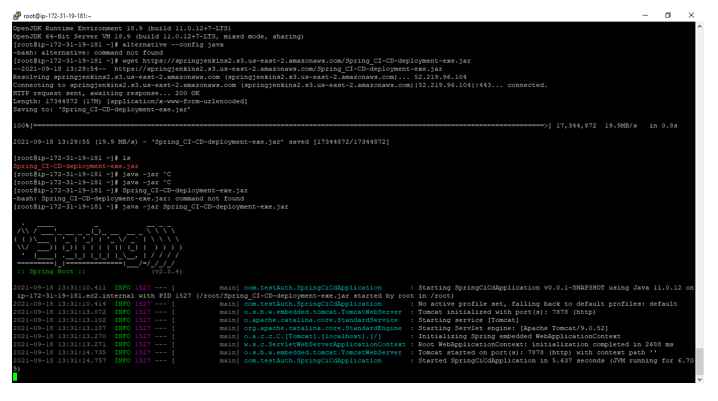 root@ip-172-31-19-181:~
OpenJDK Runtime Environment 18.9 (build 11.0.12+7-LTS)
OpenJDK 64-Bit Server VM 18.9 (build 11.0.12+7-LTS, mixed mode, sharing)
[root@ip-172-31-19-181 ~]# alternative --config java
-bash: alternative: command not found
[root@ip-172-31-19-181 ~]# wget https://springjenkins2.s3.us-east-2.amazonaws.com/Spring_CI-CD-deployment-exe.jar
--2021-09-18 13:29:54--  https://springjenkins2.s3.us-east-2.amazonaws.com/Spring_CI-CD-deployment-exe.jar
Resolving springjenkins2.s3.us-east-2.amazonaws.com (springjenkins2.s3.us-east-2.amazonaws.com)... 52.219.96.104
Connecting to springjenkins2.s3.us-east-2.amazonaws.com (springjenkins2.s3.us-east-2.amazonaws.com)|52.219.96.104|:443... connected.
HTTP request sent, awaiting response... 200 OK
Length: 17344872 (17M) [application/x-www-form-urlencoded]
Saving to: 'Spring_CI-CD-deployment-exe.jar'
100%[======================================>] 17,344,872  19.9MB/s   in 0.8s
2021-09-18 13:29:55 (19.9 MB/s) - 'Spring_CI-CD-deployment-exe.jar' saved [17344872/17344872]
[root@ip-172-31-19-181 ~]# ls
Spring_CI-CD-deployment-exe.jar
[root@ip-172-31-19-181 ~]# java -jar ^C
[root@ip-172-31-19-181 ~]# java -jar ^C
[root@ip-172-31-19-181 ~]# Spring_CI-CD-deployment-exe.jar
-bash: Spring_CI-CD-deployment-exe.jar: command not found
[root@ip-172-31-19-181 ~]# java -jar Spring_CI-CD-deployment-exe.jar
:: Spring Boot ::                (v2.5.4)
2021-09-18 13:31:10.411  INFO 1527 --- [           main] com.testAuth.SpringCiCdApplication       : Starting SpringCiCdApplication v0.0.1-SNAPSHOT using Java 11.0.12 on
ip-172-31-19-181.ec2.internal with PID 1527 (/root/Spring_CI-CD-deployment-exe.jar started by root in /root)
2021-09-18 13:31:10.414  INFO 1527 --- [           main] com.testAuth.SpringCiCdApplication       : No active profile set, falling back to default profiles: default
2021-09-18 13:31:13.072  INFO 1527 --- [           main] o.s.b.w.embedded.tomcat.TomcatWebServer  : Tomcat initialized with port(s): 7878 (http)
2021-09-18 13:31:13.102  INFO 1527 --- [           main] o.apache.catalina.core.StandardService   : Starting service [Tomcat]
2021-09-18 13:31:13.107  INFO 1527 --- [           main] org.apache.catalina.core.StandardEngine  : Starting Servlet engine: [Apache Tomcat/9.0.52]
2021-09-18 13:31:13.270  INFO 1527 --- [           main] o.a.c.c.C.[Tomcat].[localhost].[/]       : Initializing Spring embedded WebApplicationContext
2021-09-18 13:31:13.271  INFO 1527 --- [           main] w.s.c.ServletWebServerApplicationContext : Root WebApplicationContext: initialization completed in 2688 ms
2021-09-18 13:31:14.735  INFO 1527 --- [           main] o.s.b.w.embedded.tomcat.TomcatWebServer  : Tomcat started on port(s): 7878 (http) with context path ''
2021-09-18 13:31:14.757  INFO 1527 --- [           main] com.testAuth.SpringCiCdApplication       : Started SpringCiCdApplication in 5.637 seconds (JVM running for 6.70
5)